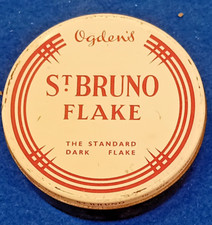 Ogden's
ST. BRUNO
FLAKE
THE STANDARD
DARK FLAKE